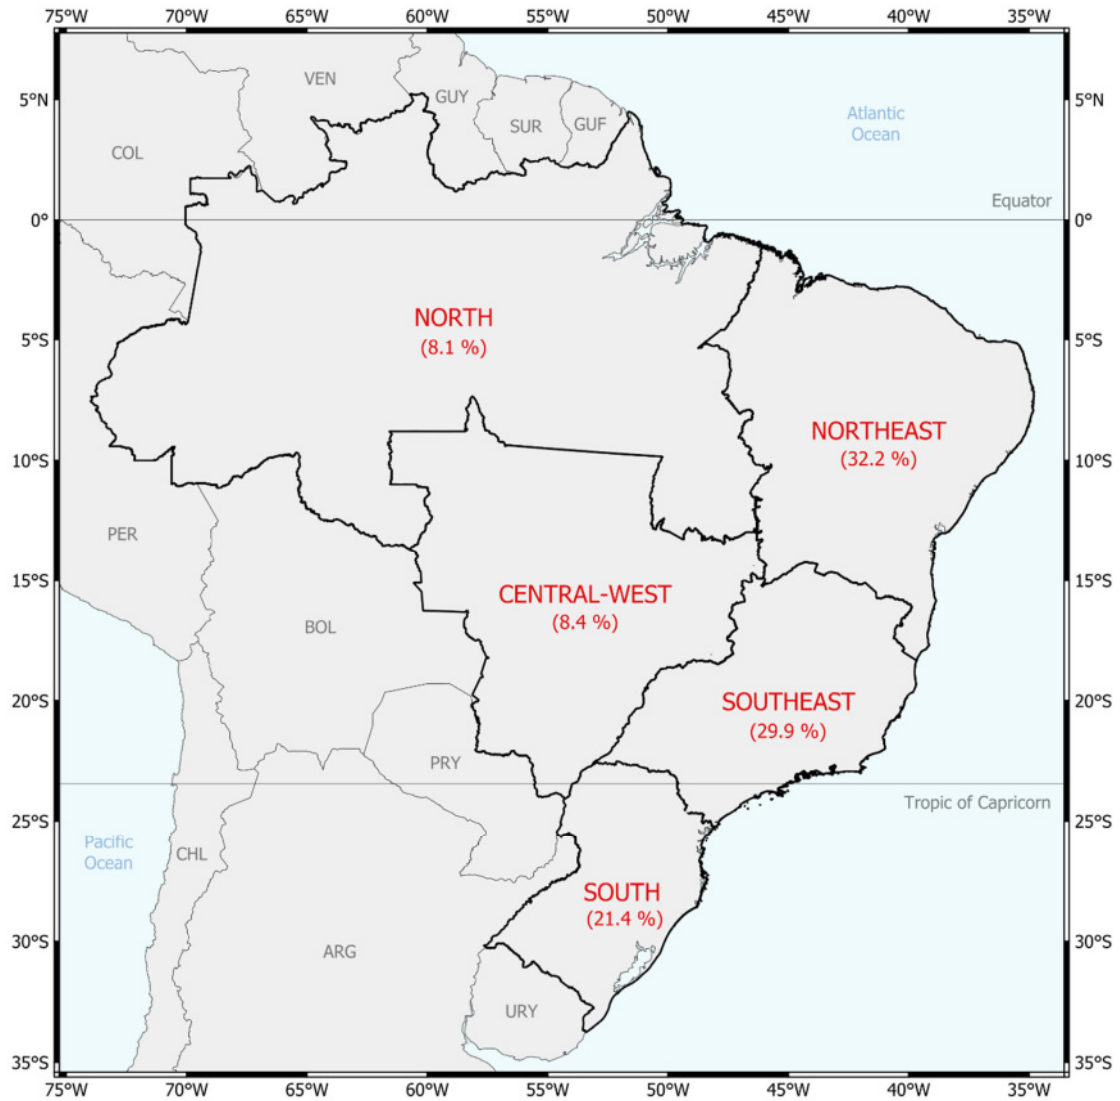 75°W 70°W 65°W 60°W 55°W 50°W 45°W 40°W 35°W
VEN
GUY
5°N 5°N
Atlantic
Ocean
SUR GUF
COL
Equator
0° 0°
NORTH
(8.1 %)
5°S 5°S
NORTHEAST
(32.2 %)
10°S 10°S
PER
15°S 15°S
CENTRAL-WEST
(8.4 %)
BOL
20°S 20°S
SOUTHEAST
(29.9 %)
PRY
Tropic of Capricorn
25°S 25°S
Pacific
Ocean
CHL
SOUTH
(21.4 %)
30°S 30°S
ARG
URY
35°S 35°S
75°W 70°W 65°W 60°W 55°W 50°W 45°W 40°W 35°W